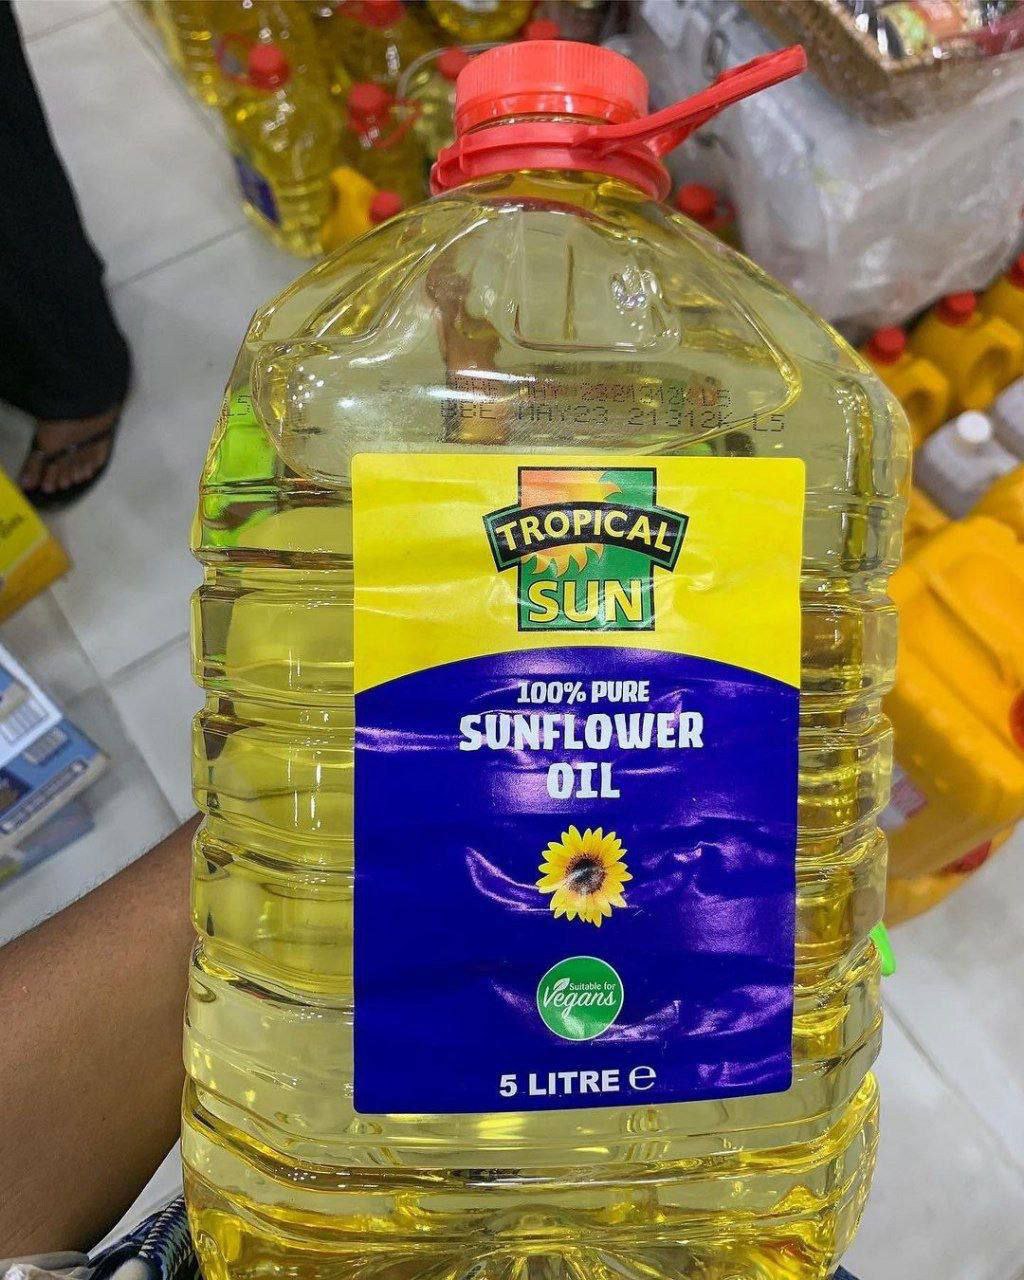 BBE MAY23 21312K L5
TROPICAL
SUN
100% PURE
SUNFLOWER
OIL
Suitable for
Vegans
5 LITRE ℮